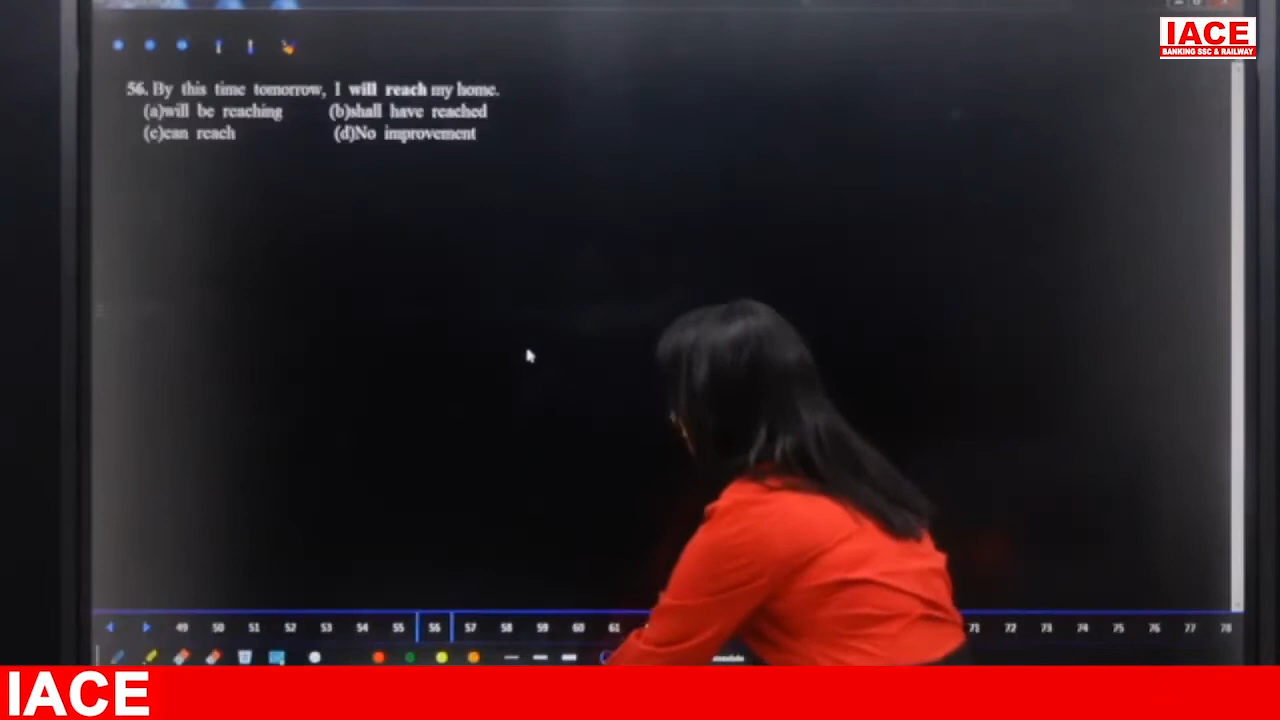 IACE
BANKING SSC & RAILWAY
56. By this time tomorrow, I will reach my home.
(a)will be reaching (b)shall have reached
(c)can reach (d)No improvement
49 50 51 52 53 54 55 56 57 58 59 60 61 71 72 73 74 75 76 77 78
IACE